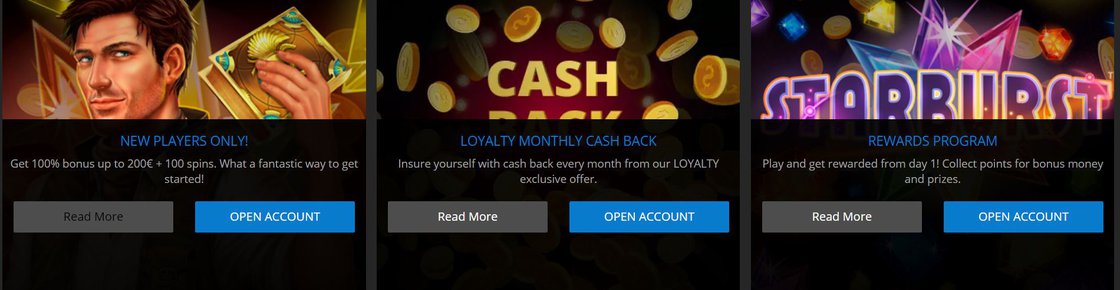 CASH
BACK
STARBURST
NEW PLAYERS ONLY!
Get 100% bonus up to 200€ + 100 spins. What a fantastic way to get
started!
Read More
OPEN ACCOUNT
LOYALTY MONTHLY CASH BACK
Insure yourself with cash back every month from our LOYALTY
exclusive offer.
Read More
OPEN ACCOUNT
REWARDS PROGRAM
Play and get rewarded from day 1! Collect points for bonus money
and prizes.
Read More
OPEN ACCOUNT